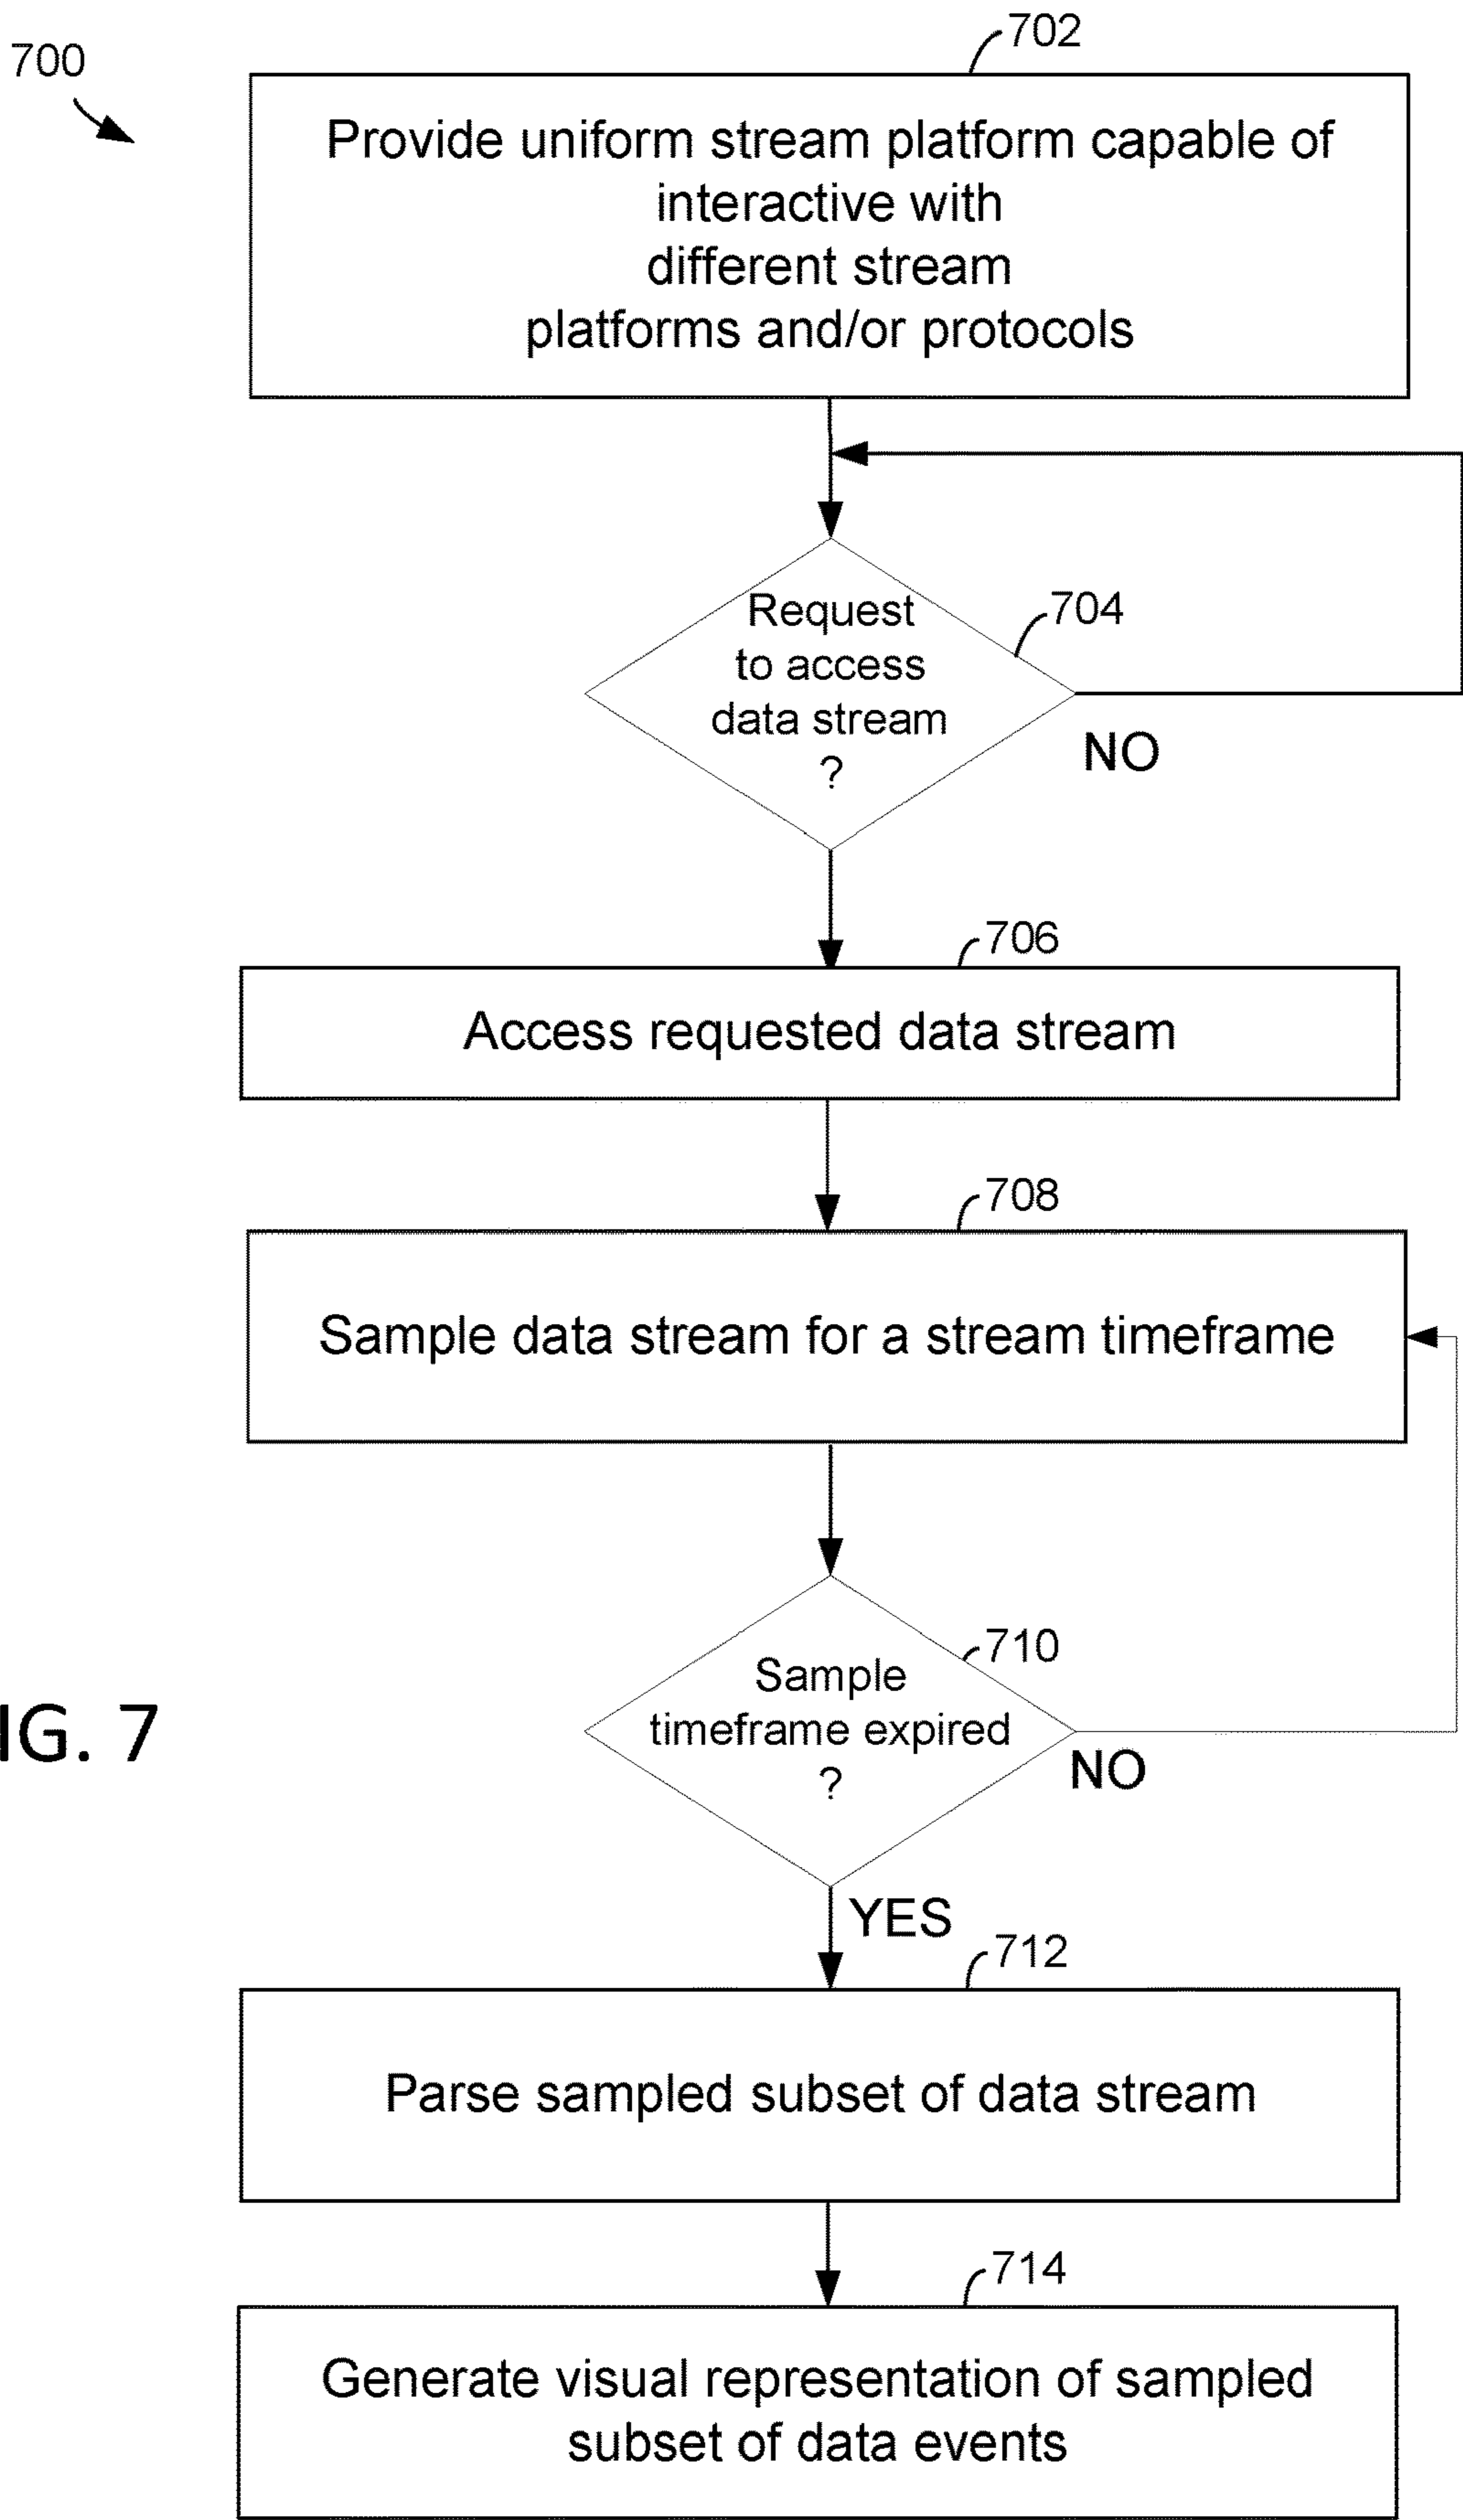 700
702
Provide uniform stream platform capable of
interactive with
different stream
platforms and/or protocols
704
Request
to access
data stream
?
NO
706
Access requested data stream
708
Sample data stream for a stream timeframe
710
Sample
timeframe expired
?
NO
IG. 7
YES
712
Parse sampled subset of data stream
714
Generate visual representation of sampled
subset of data events